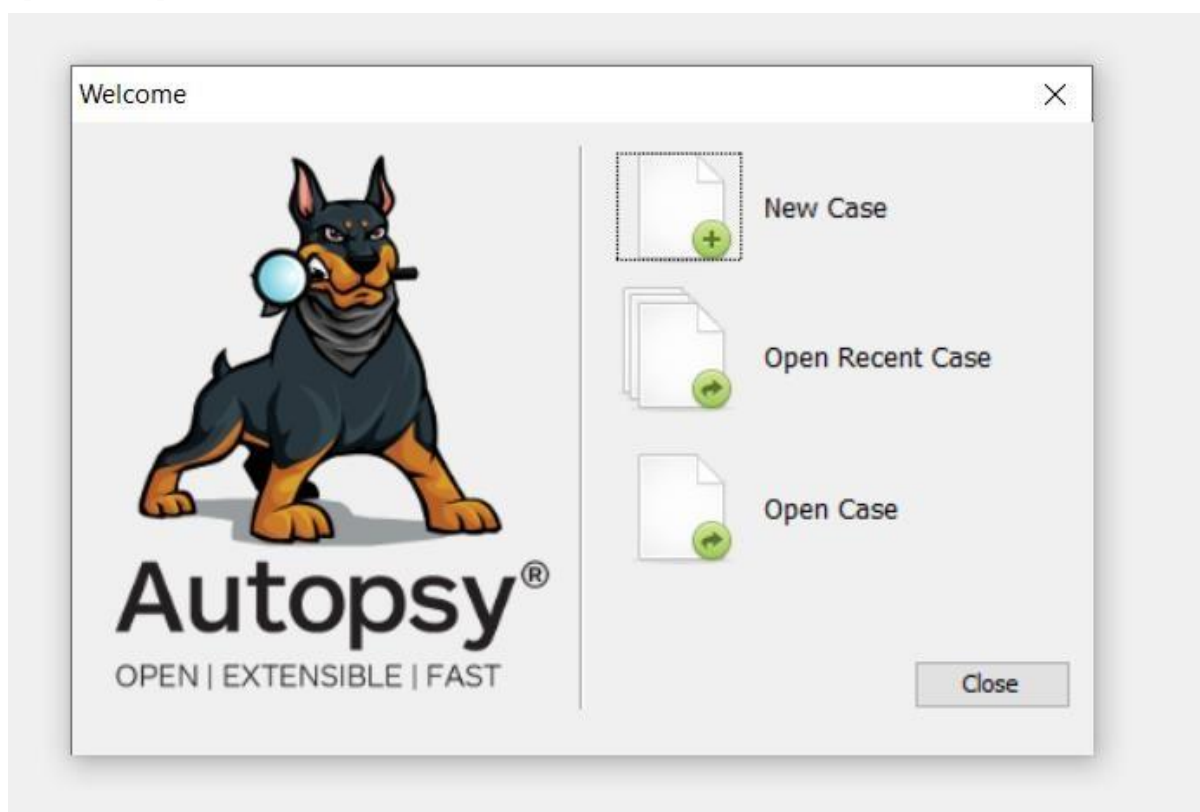 Welcome
New Case
Open Recent Case
Open Case
Autopsy®
OPEN | EXTENSIBLE | FAST
Close